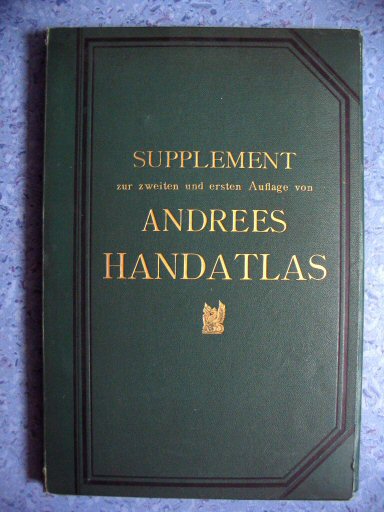 SUPPLEMENT
zur zweiten und ersten Auflage von
ANDREES
HANDATLAS